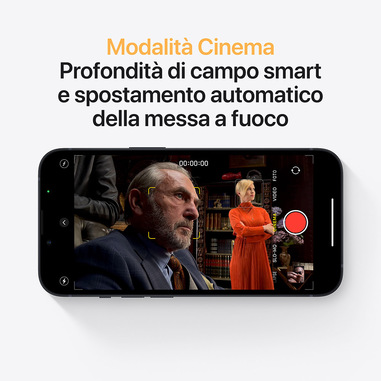 Modalità Cinema
Profondità di campo smart
e spostamento automatico
della messa a fuoco
00:00:00
FOTO
VIDEO
CINEMA
SLO-MO